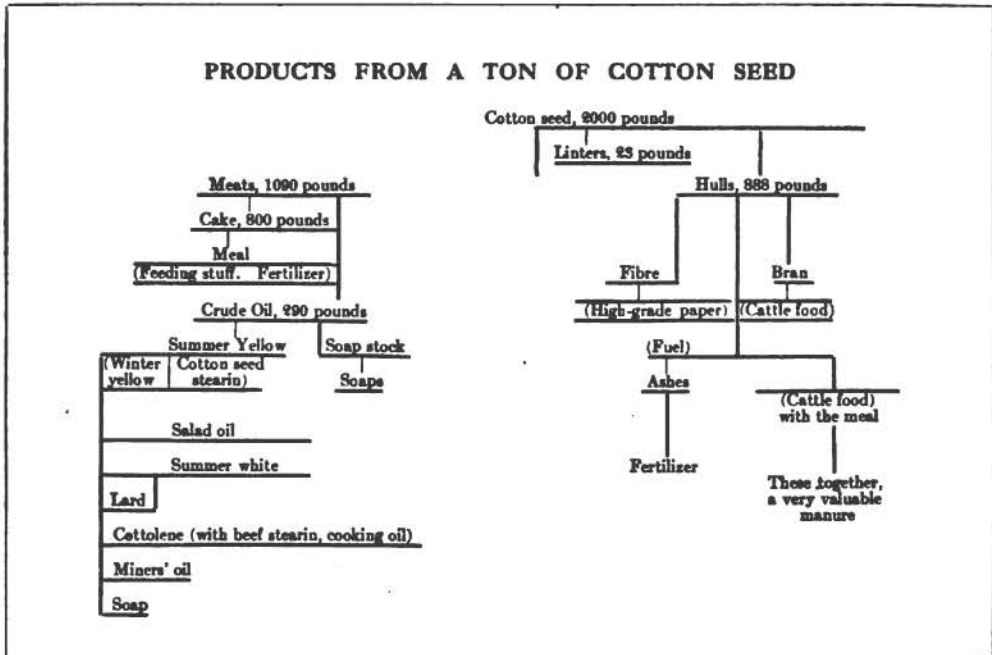 PRODUCTS FROM A TON OF COTTON SEED
Cotton seed, 2000 pounds
Linters, 23 pounds
Meats, 1090 pounds
Cake, 800 pounds
Meal
(Feeding stuff. Fertilizer)
Crude Oil, 290 pounds
Summer Yellow
(Winter
yellow
Cotton seed
stearin)
Soap stock
Soaps
Salad oil
Summer white
Lard
Cottolene (with beef stearin, cooking oil)
Miners' oil
Soap
Hulls, 888 pounds
Fibre
(High-grade paper)
Bran
(Cattle food)
(Fuel)
Ashes
Fertilizer
(Cattle food)
with the meal
These together,
a very valuable
manure